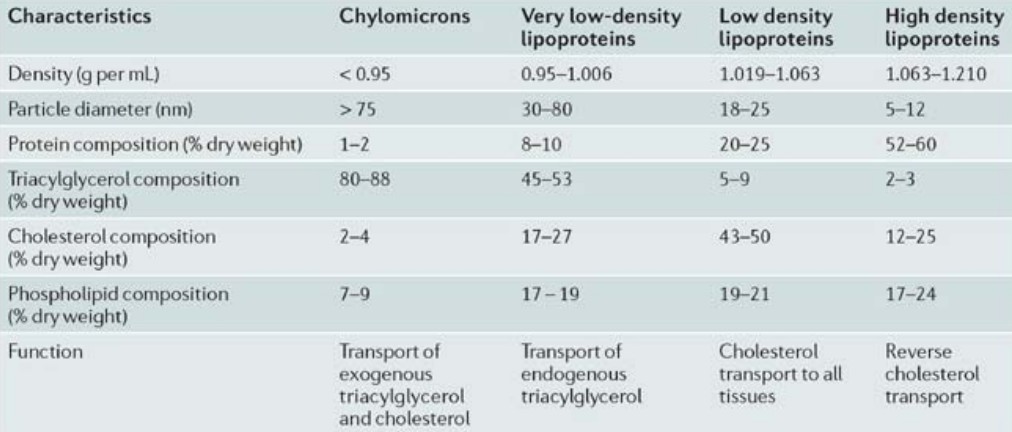 Characteristics Chylomicrons Very low-density Low density High density
lipoproteins lipoproteins lipoproteins
Density (g per mL) < 0.95 0.95–1.006 1.019–1.063 1.063–1.210
Particle diameter (nm) > 75 30–80 18–25 5–12
Protein composition (% dry weight) 1–2 8–10 20–25 52–60
Triacylglycerol composition 80–88 45–53 5–9 2–3
(% dry weight)
Cholesterol composition 2–4 17–27 43–50 12–25
(% dry weight)
Phospholipid composition 7–9 17–19 19–21 17–24
(% dry weight)
Function Transport of Transport of Cholesterol Reverse
exogenous endogenous transport to all cholesterol
triacylglycerol triacylglycerol tissues transport
and cholesterol